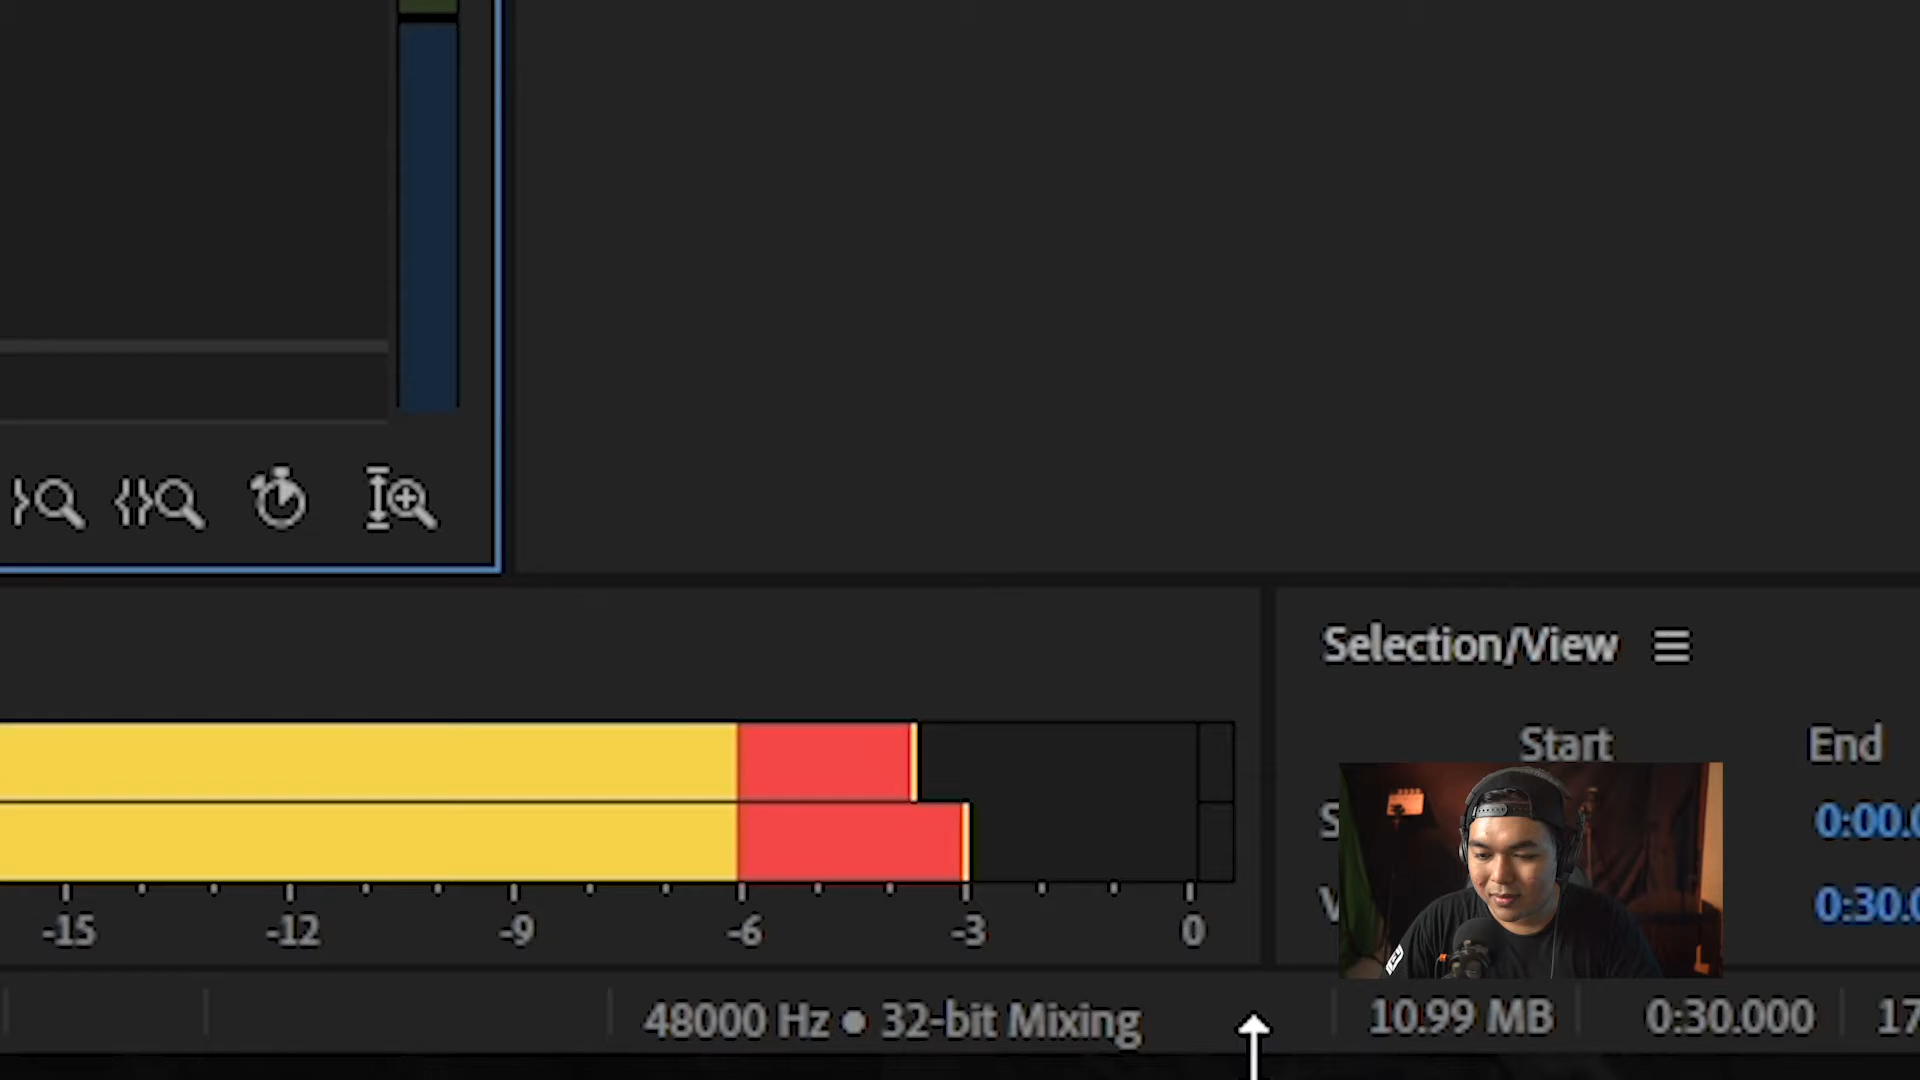 Selection/View
Start End
0:00.0
0:30.0
-15 -12 -9 -6 -3 0
48000 Hz ● 32-bit Mixing 10.99 MB 0:30.000 17